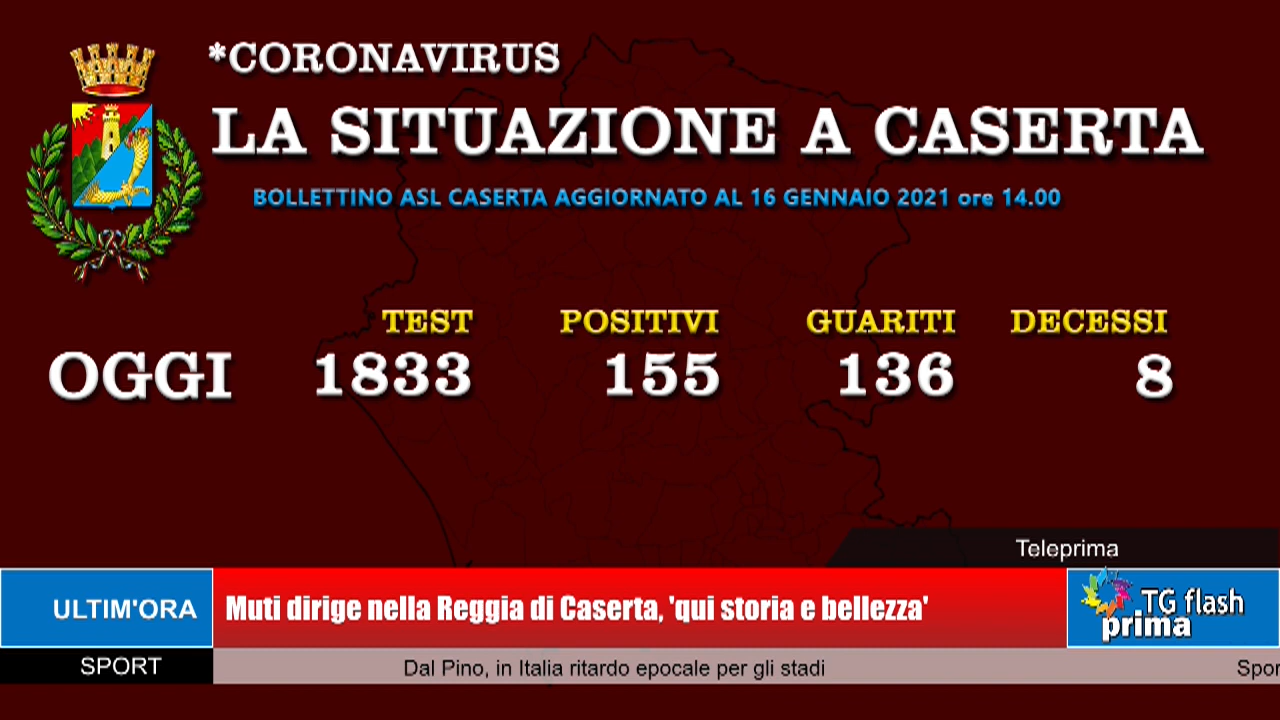 *CORONAVIRUS
LA SITUAZIONE A CASERTA
BOLLETTINO ASL CASERTA AGGIORNATO AL 16 GENNAIO 2021 ore 14.00
TEST POSITIVI GUARITI DECESSI
OGGI 1833 155 136 8
Teleprima
ULTIM'ORA Muti dirige nella Reggia di Caserta, 'qui storia e bellezza'
TG flash
prima
SPORT Dal Pino, in Italia ritardo epocale per gli stadi Spor